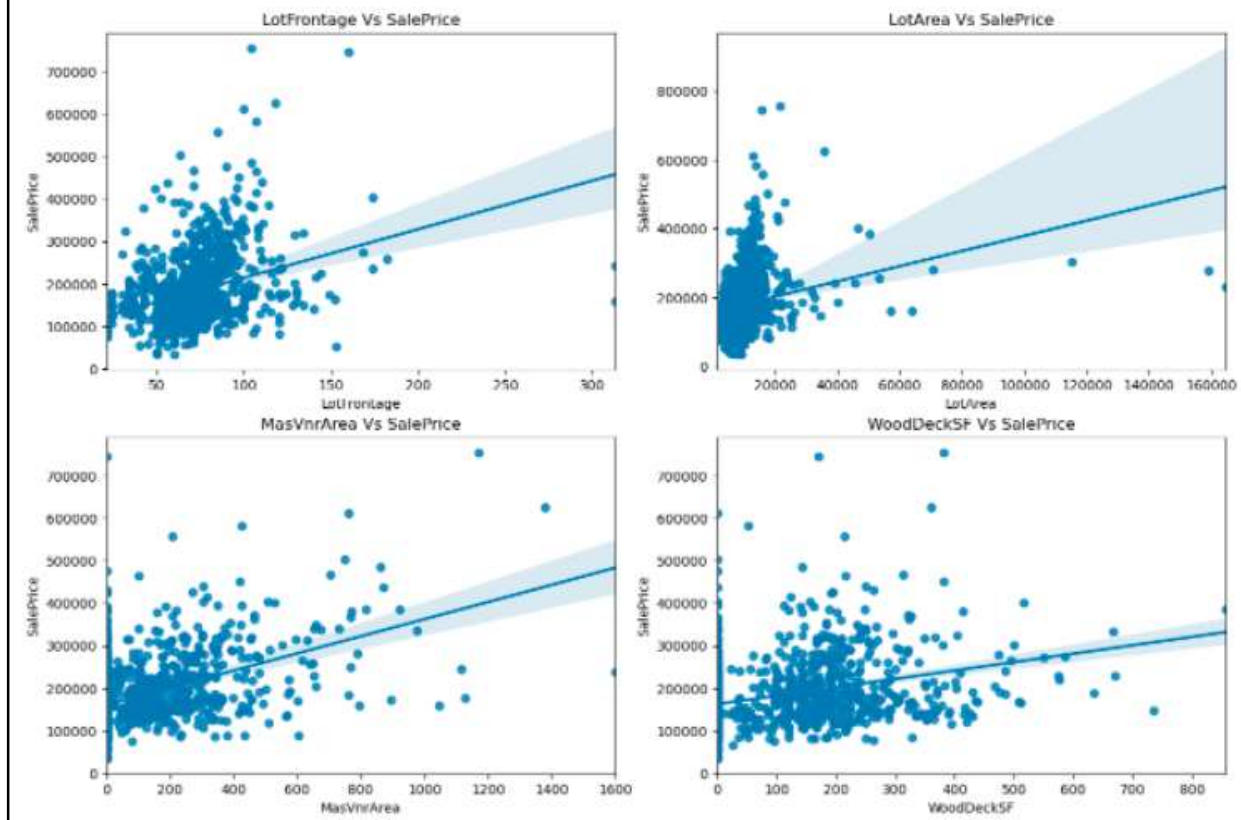 LotFrontage Vs SalePrice
SalePrice
700000
600000
500000
400000
300000
200000
100000
0
50 100 150 200 250 300
LotFrontage
LotArea Vs SalePrice
SalePrice
800000
600000
400000
200000
0
20000 40000 60000 80000 100000 120000 140000 160000
LotArea
MasVnrArea Vs SalePrice
SalePrice
700000
600000
500000
400000
300000
200000
100000
0
0 200 400 600 800 1000 1200 1400 1600
MasVnrArea
WoodDeckSF Vs SalePrice
SalePrice
700000
600000
500000
400000
300000
200000
100000
0
0 100 200 300 400 500 600 700 800
WoodDeckSF